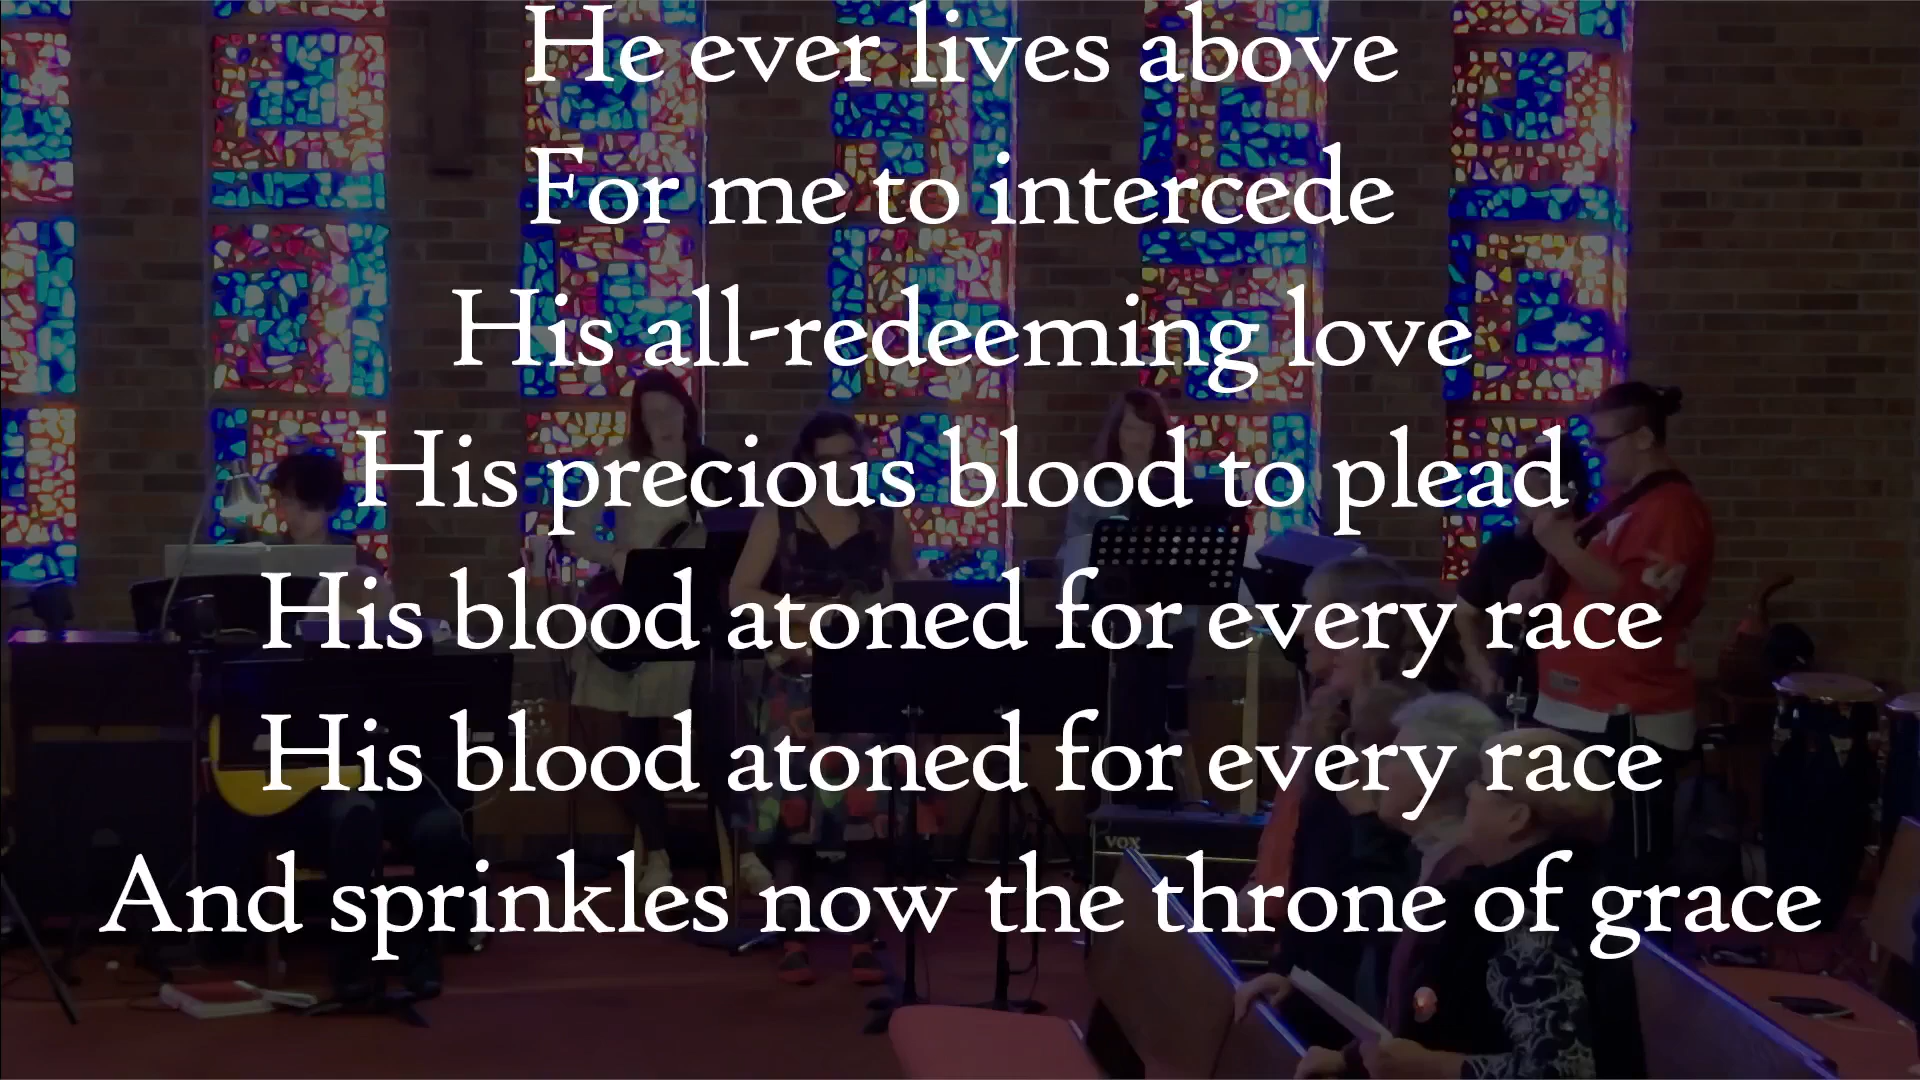 He ever lives above
For me to intercede
His all-redeeming love
His precious blood to plead
His blood atoned for every race
His blood atoned for every race
And sprinkles now the throne of grace
VOX